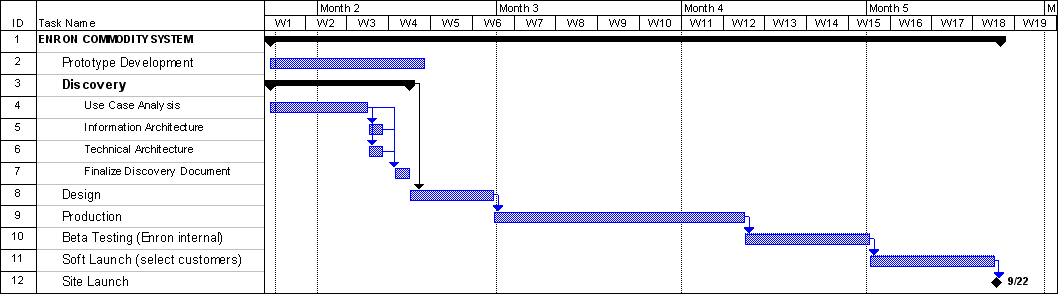 Month 2 Month 3 Month 4 Month 5 M
ID Task Name W1 W2 W3 W4 W5 W6 W7 W8 W9 W10 W11 W12 W13 W14 W15 W16 W17 W18 W19
1 ENRON COMMODITY SYSTEM
2 Prototype Development
3 Discovery
4 Use Case Analysis
5 Information Architecture
6 Technical Architecture
7 Finalize Discovery Document
8 Design
9 Production
10 Beta Testing (Enron internal)
11 Soft Launch (select customers)
12 Site Launch 9/22